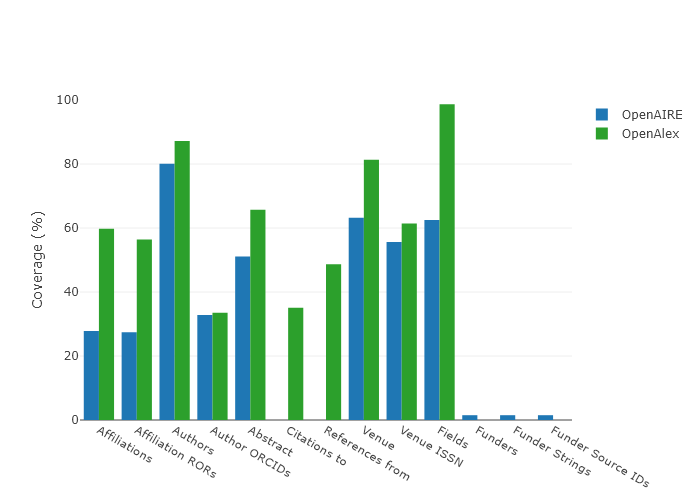 100
80
60
40
20
0
Coverage (%)
Affiliations
Affiliation RORs
Authors
Author ORCIDs
Abstract
Citations to
References from
Venue
Venue ISSN
Fields
Funders
Funder Strings
Funder Source IDs
OpenAIRE
OpenAlex